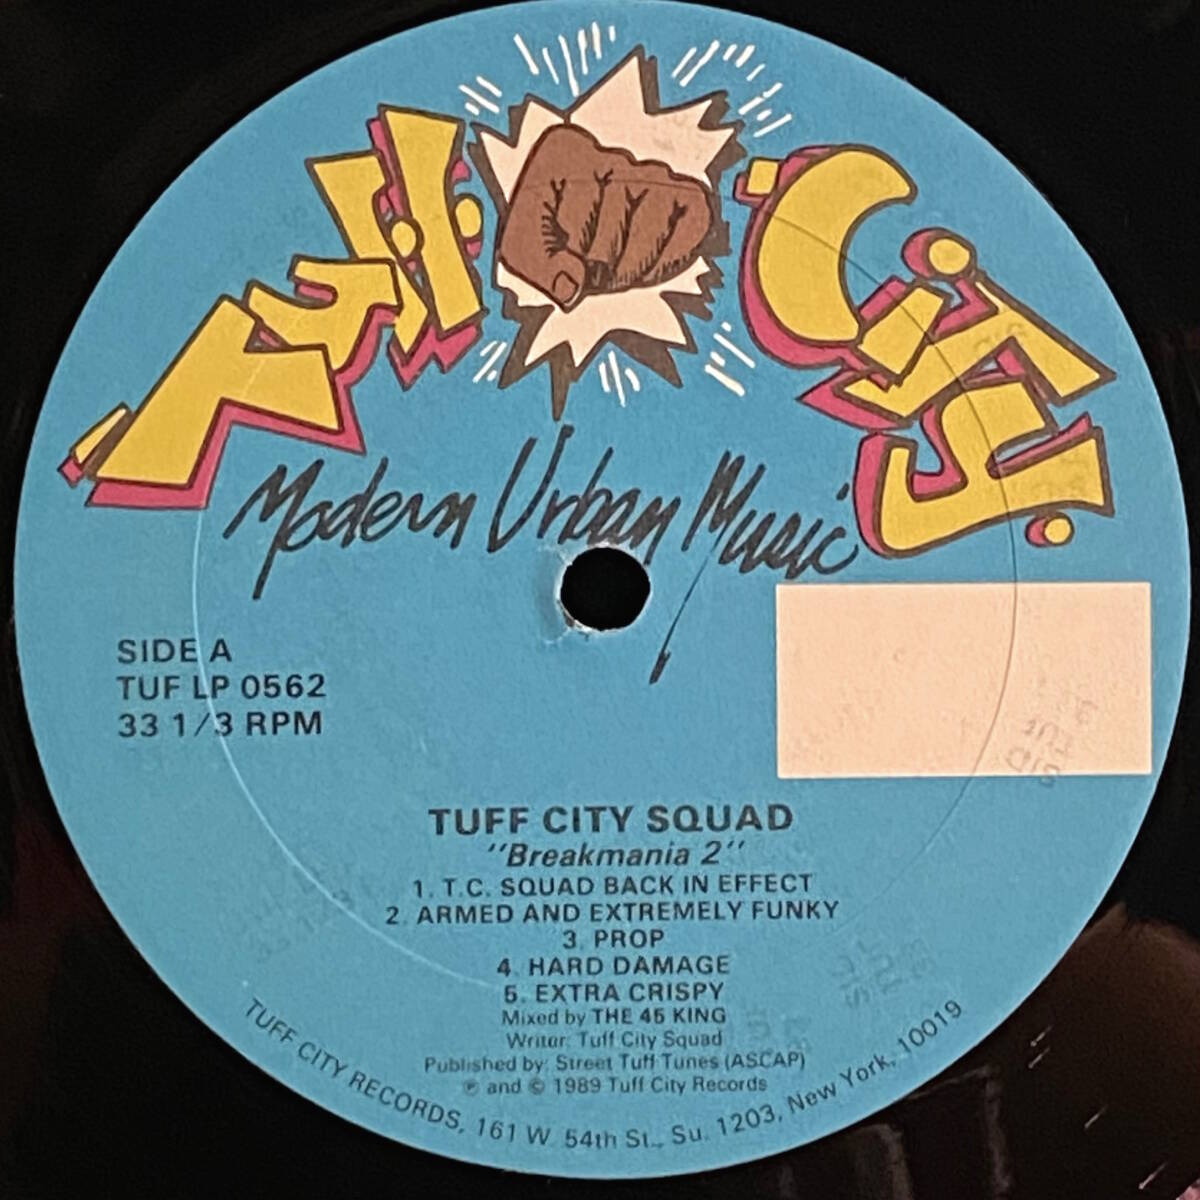 Tuff City.
Modern Urban Music
SIDE A
TUF LP 0562
33 1/3 RPM
TUFF CITY SQUAD
"Breakmania 2"
1. T.C. SQUAD BACK IN EFFECT
2. ARMED AND EXTREMELY FUNKY
3. PROP
4. HARD DAMAGE
5. EXTRA CRISPY
Mixed by THE 45 KING
Writer: Tuff City Squad
Published by: Street Tuff Tunes (ASCAP)
℗ and © 1989 Tuff City Records
TUFF CITY RECORDS, 161 W. 54th St., Su. 1203, New York, 10019